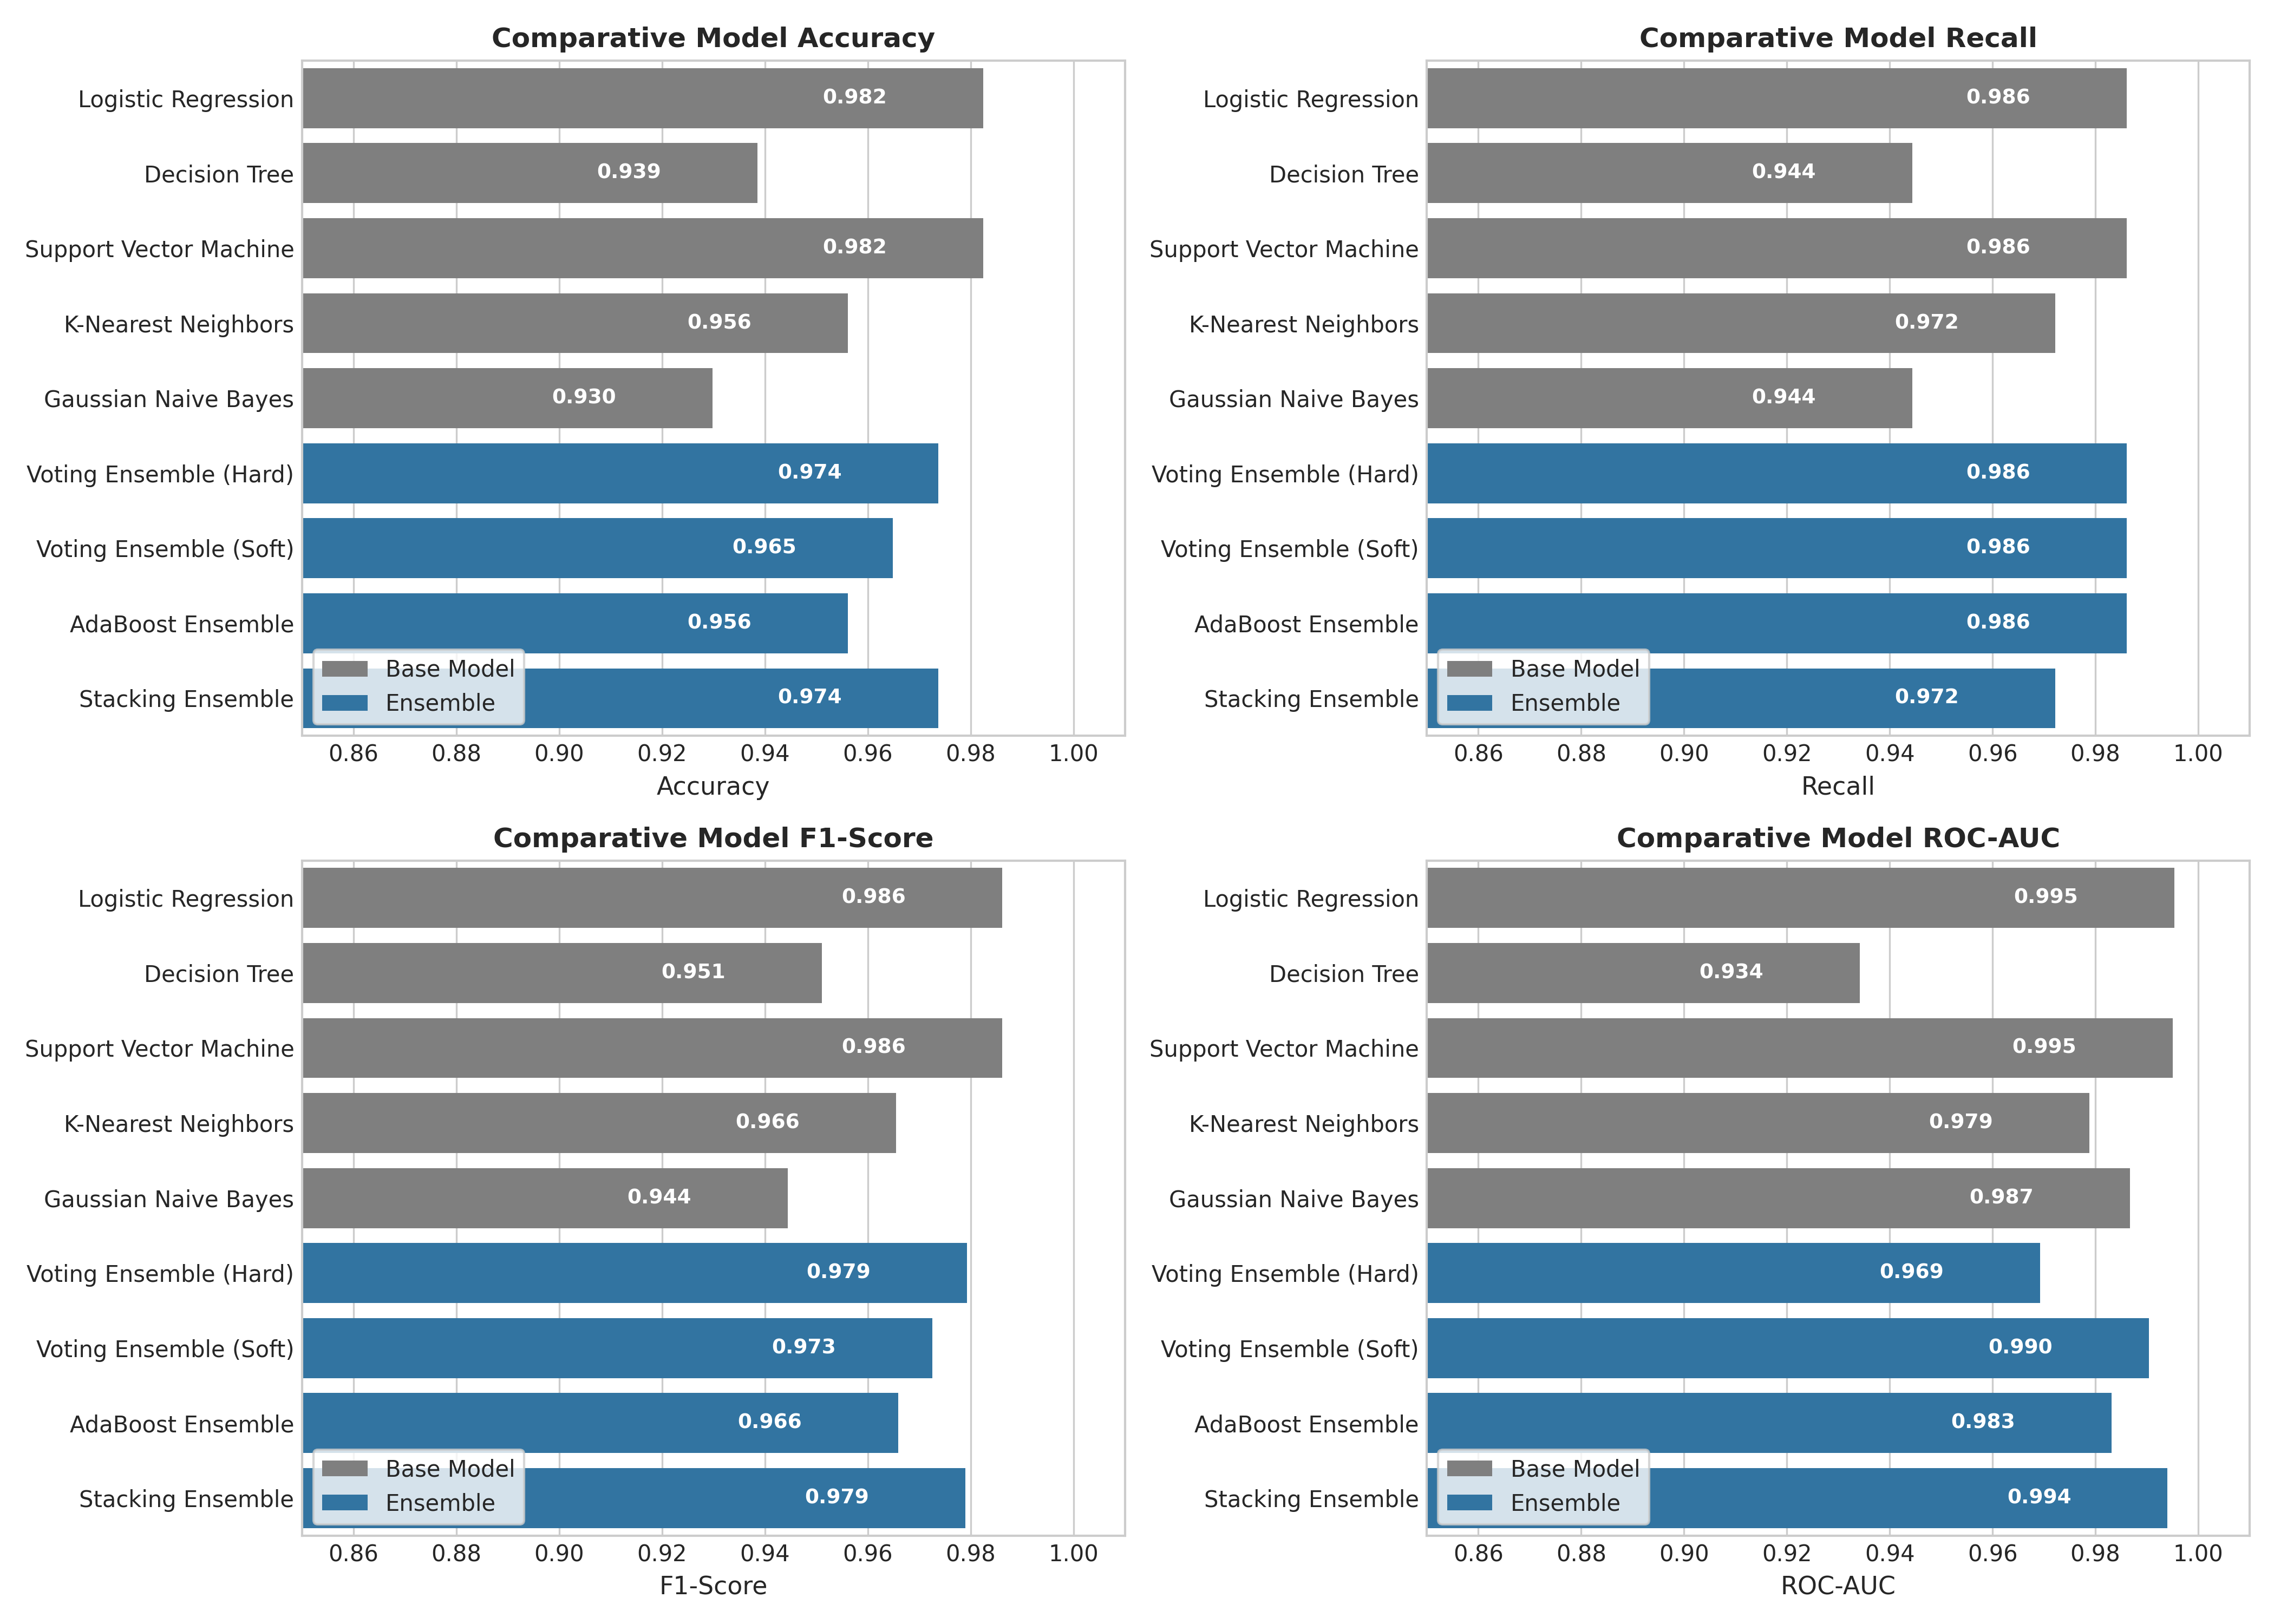 Comparative Model Accuracy
Logistic Regression 0.982
Decision Tree 0.939
Support Vector Machine 0.982
K-Nearest Neighbors 0.956
Gaussian Naive Bayes 0.930
Voting Ensemble (Hard) 0.974
Voting Ensemble (Soft) 0.965
AdaBoost Ensemble 0.956
Stacking Ensemble 0.974
Base Model
Ensemble
0.86 0.88 0.90 0.92 0.94 0.96 0.98 1.00
Accuracy
Comparative Model Recall
Logistic Regression 0.986
Decision Tree 0.944
Support Vector Machine 0.986
K-Nearest Neighbors 0.972
Gaussian Naive Bayes 0.944
Voting Ensemble (Hard) 0.986
Voting Ensemble (Soft) 0.986
AdaBoost Ensemble 0.986
Stacking Ensemble 0.972
Base Model
Ensemble
0.86 0.88 0.90 0.92 0.94 0.96 0.98 1.00
Recall
Comparative Model F1-Score
Logistic Regression 0.986
Decision Tree 0.951
Support Vector Machine 0.986
K-Nearest Neighbors 0.966
Gaussian Naive Bayes 0.944
Voting Ensemble (Hard) 0.979
Voting Ensemble (Soft) 0.973
AdaBoost Ensemble 0.966
Stacking Ensemble 0.979
Base Model
Ensemble
0.86 0.88 0.90 0.92 0.94 0.96 0.98 1.00
F1-Score
Comparative Model ROC-AUC
Logistic Regression 0.995
Decision Tree 0.934
Support Vector Machine 0.995
K-Nearest Neighbors 0.979
Gaussian Naive Bayes 0.987
Voting Ensemble (Hard) 0.969
Voting Ensemble (Soft) 0.990
AdaBoost Ensemble 0.983
Stacking Ensemble 0.994
Base Model
Ensemble
0.86 0.88 0.90 0.92 0.94 0.96 0.98 1.00
ROC-AUC